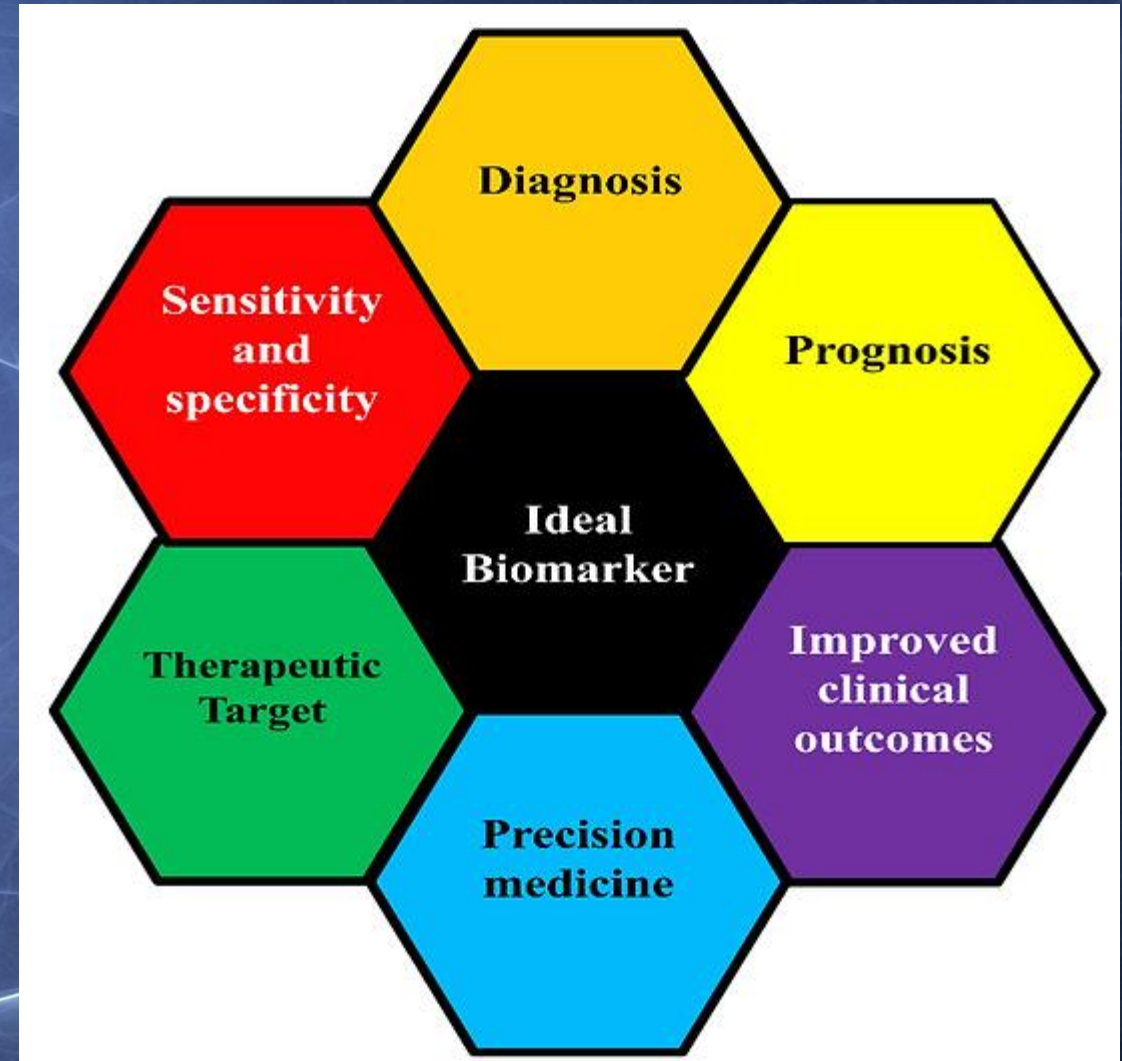 Diagnosis
Sensitivity
and
specificity
Prognosis
Ideal
Biomarker
Therapeutic
Target
Improved
clinical
outcomes
Precision
medicine